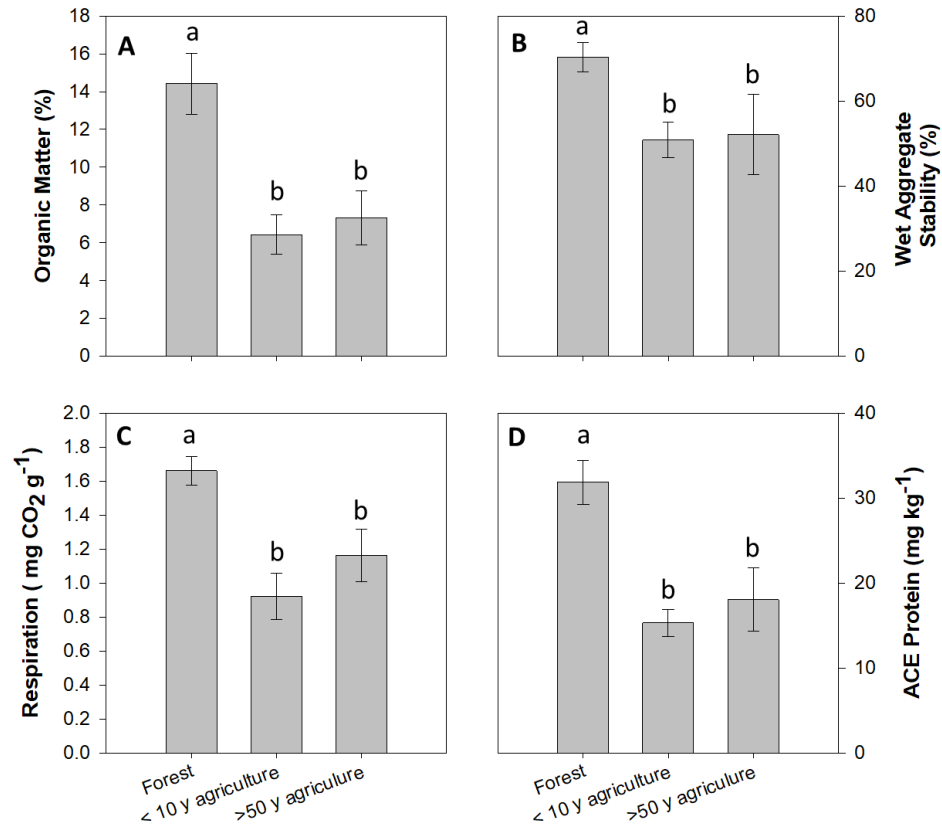 A
a
b
b
18
16
14
12
10
8
6
4
2
0
Organic Matter (%)
B
a
b
b
80
60
40
20
0
Wet Aggregate
Stability (%)
C
a
b
b
2.0
1.8
1.6
1.4
1.2
1.0
0.8
0.6
0.4
0.2
0.0
Respiration ( mg CO2 g-1)
Forest
< 10 y agriculture
>50 y agriculure
D
a
b
b
40
30
20
10
0
ACE Protein (mg kg-1)
Forest
< 10 y agriculture
>50 y agriculure